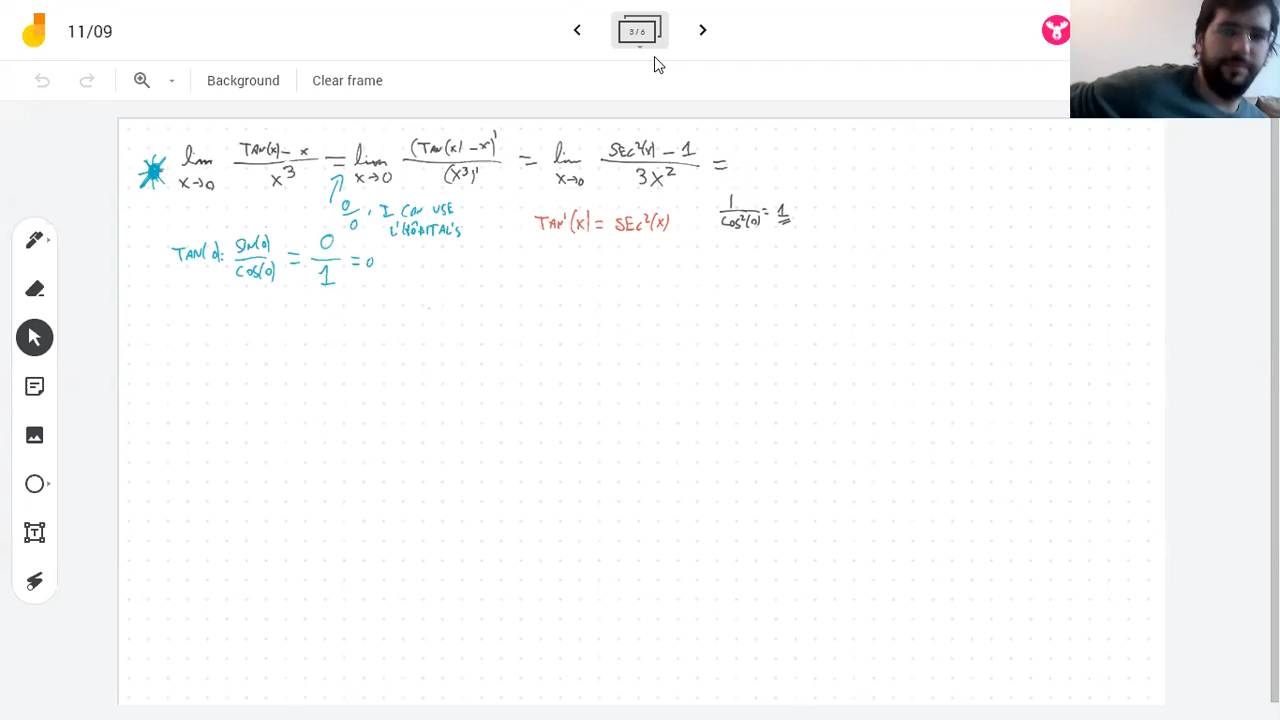 11/09
3 / 6
Background
Clear frame
lim x→0 (TAN(x) - x)/x³ = lim x→0 (TAN(x) - x)'/(x³)' = lim x→0 (SEC²(x) - 1)/3x² =
0/0, I CAN USE
L'HÔPITAL'S
TAN'(x) = SEC²(x)
1/cos²(0) = 1
TAN(0): SIN(0)/COS(0) = 0/1 = 0